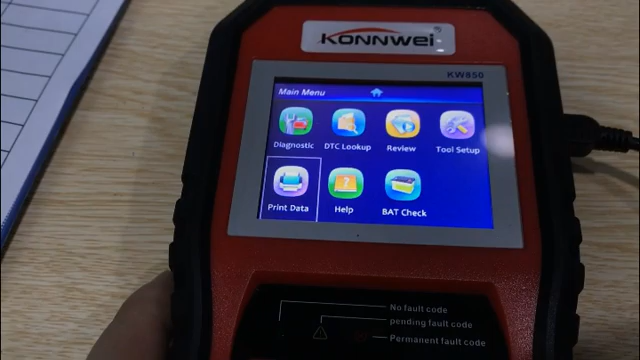 KONNWEI
KW850
Main Menu
Diagnostic DTC Lookup Review Tool Setup
Print Data Help BAT Check
No fault code
pending fault code
Permanent fault code